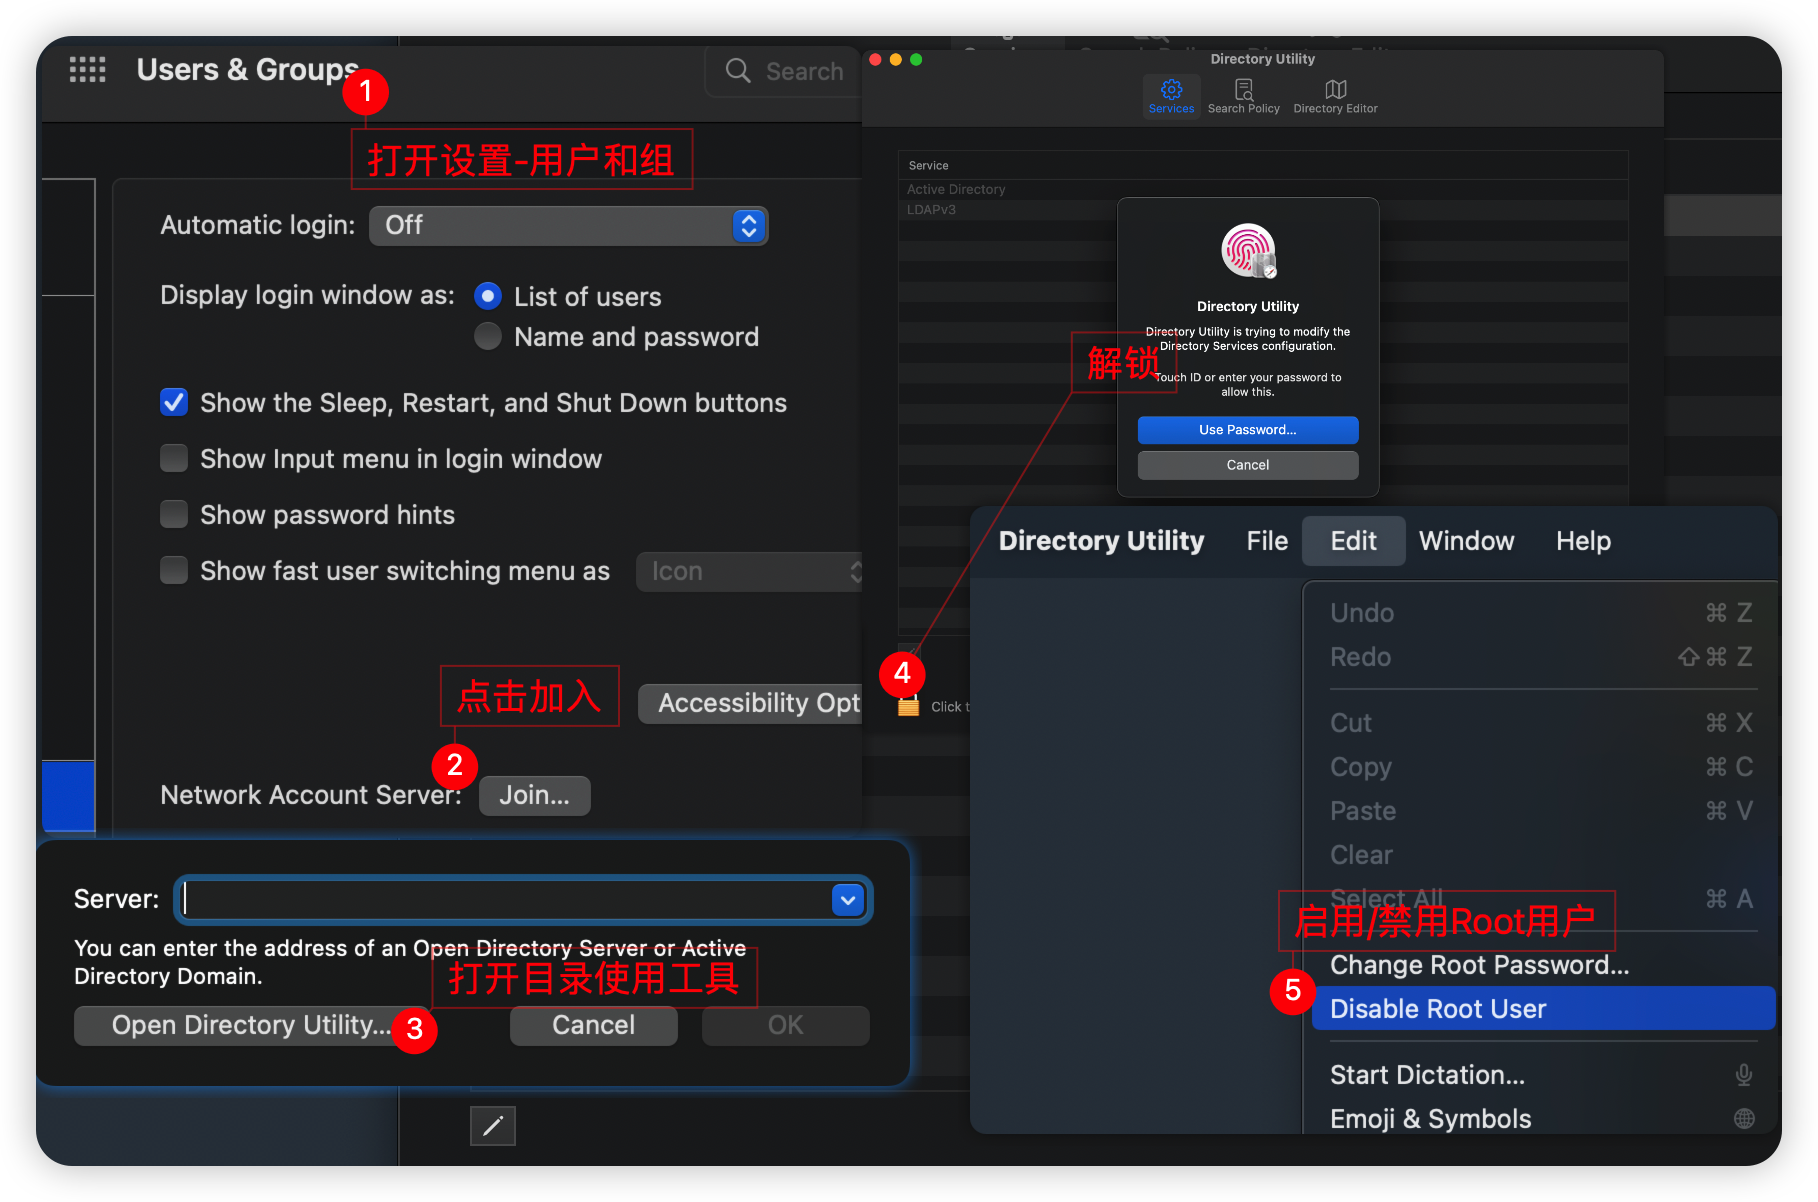 Users & Groups
Search
1
打开设置-用户和组
Automatic login:
Off
Display login window as:
List of users
Name and password
Show the Sleep, Restart, and Shut Down buttons
Show Input menu in login window
Show password hints
Show fast user switching menu as
Icon
点击加入
Accessibility Opt
2
Network Account Server:
Join...
Server:
You can enter the address of an Open Directory Server or Active
Directory Domain.
打开目录使用工具
Open Directory Utility...
3
Cancel
OK
Directory Utility
Services
Search Policy
Directory Editor
Service
Active Directory
LDAPv3
Directory Utility
Directory Utility is trying to modify the
Directory Services configuration.
解锁
Touch ID or enter your password to
allow this.
Use Password...
Cancel
4
Click t
Directory Utility
File
Edit
Window
Help
Undo
⌘ Z
Redo
⇧⌘ Z
Cut
⌘ X
Copy
⌘ C
Paste
⌘ V
Clear
Select All
⌘ A
启用/禁用Root用户
Change Root Password...
5
Disable Root User
Start Dictation...
Emoji & Symbols